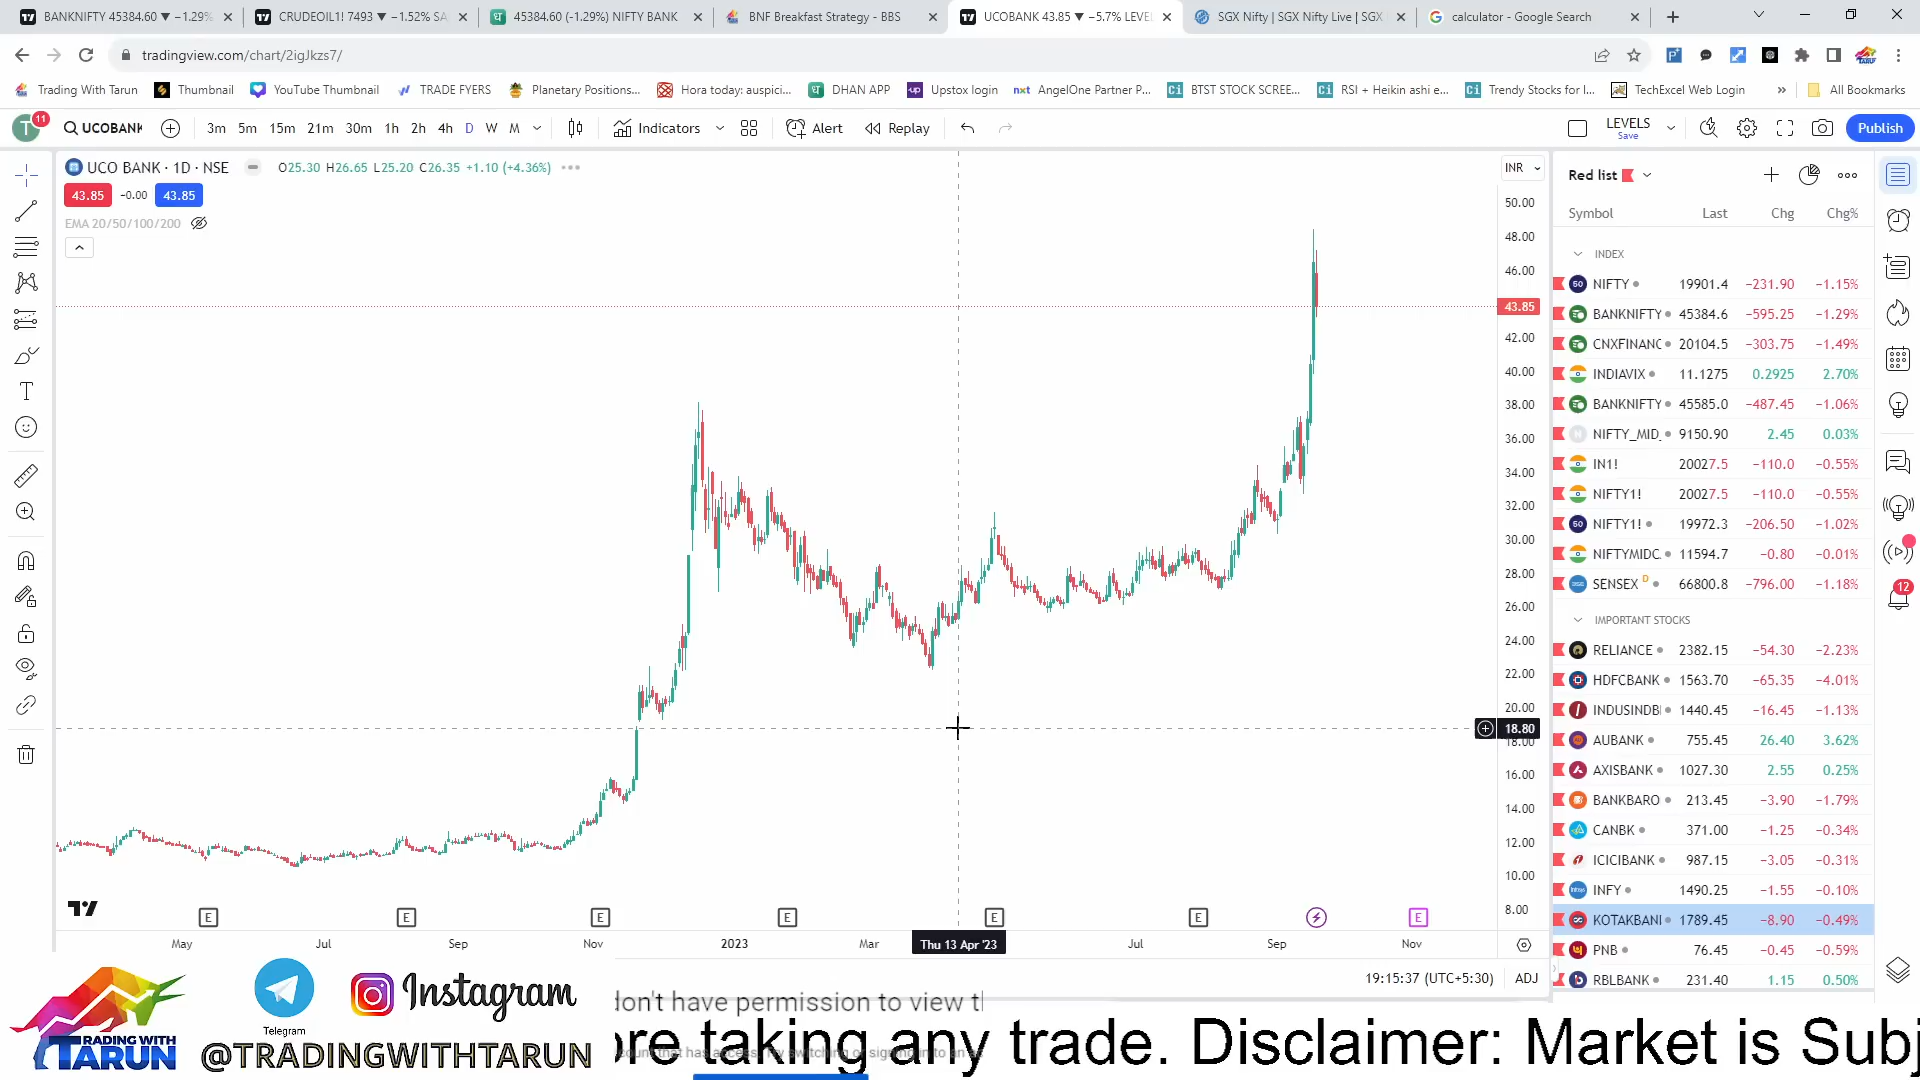 BANKNIFTY 45384.60 ▼ −1.29%
CRUDEOIL1! 7493 ▼ −1.52%
45384.60 (-1.29%) NIFTY BANK
BNF Breakfast Strategy - BBS
UCOBANK 43.85 ▼ −5.7% LEVEL
SGX Nifty | SGX Nifty Live | SGX
calculator - Google Search
tradingview.com/chart/2igJkzs7/
Trading With Tarun
Thumbnail
YouTube Thumbnail
TRADE FYERS
Planetary Positions...
Hora today: auspici...
DHAN APP
Upstox login
AngelOne Partner P...
BTST STOCK SCREE...
RSI + Heikin ashi e...
Trendy Stocks for I...
TechExcel Web Login
»
All Bookmarks
T 11
UCOBANK
3m 5m 15m 21m 30m 1h 2h 4h D W M
Indicators
Alert
Replay
LEVELS
Save
Publish
UCO BANK · 1D · NSE
O25.30 H26.65 L25.20 C26.35 +1.10 (+4.36%)
INR
43.85 −0.00 43.85
EMA 20/50/100/200
50.00
48.00
46.00
43.85
42.00
40.00
38.00
36.00
34.00
32.00
30.00
28.00
26.00
24.00
22.00
20.00
18.80
18.00
16.00
14.00
12.00
10.00
8.00
E E E E E E E
May Jul Sep Nov 2023 Mar Thu 13 Apr '23 Jul Sep Nov
19:15:37 (UTC+5:30) ADJ
Red list
Symbol Last Chg Chg%
INDEX
NIFTY 19901.4 −231.90 −1.15%
BANKNIFTY 45384.6 −595.25 −1.29%
CNXFINANC 20104.5 −303.75 −1.49%
INDIAVIX 11.1275 0.2925 2.70%
BANKNIFTY 45585.0 −487.45 −1.06%
NIFTY_MID_ 9150.90 2.45 0.03%
IN1! 20027.5 −110.0 −0.55%
NIFTY1! 20027.5 −110.0 −0.55%
NIFTY1! 19972.3 −206.50 −1.02%
NIFTYMIDC. 11594.7 −0.80 −0.01%
SENSEX D 66800.8 −796.00 −1.18%
IMPORTANT STOCKS
RELIANCE 2382.15 −54.30 −2.23%
HDFCBANK 1563.70 −65.35 −4.01%
INDUSINDB 1440.45 −16.45 −1.13%
AUBANK 755.45 26.40 3.62%
AXISBANK 1027.30 2.55 0.25%
BANKBARO 213.45 −3.90 −1.79%
CANBK 371.00 −1.25 −0.34%
ICICIBANK 987.15 −3.05 −0.31%
INFY 1490.25 −1.55 −0.10%
KOTAKBANI 1789.45 −8.90 −0.49%
PNB 76.45 −0.45 −0.59%
RBLBANK 231.40 1.15 0.50%
12
TRADING WITH
TARUN
Telegram
Instagram
@TRADINGWITHTARUN
don't have permission to view t
ore taking any trade. Disclaimer: Market is Subj